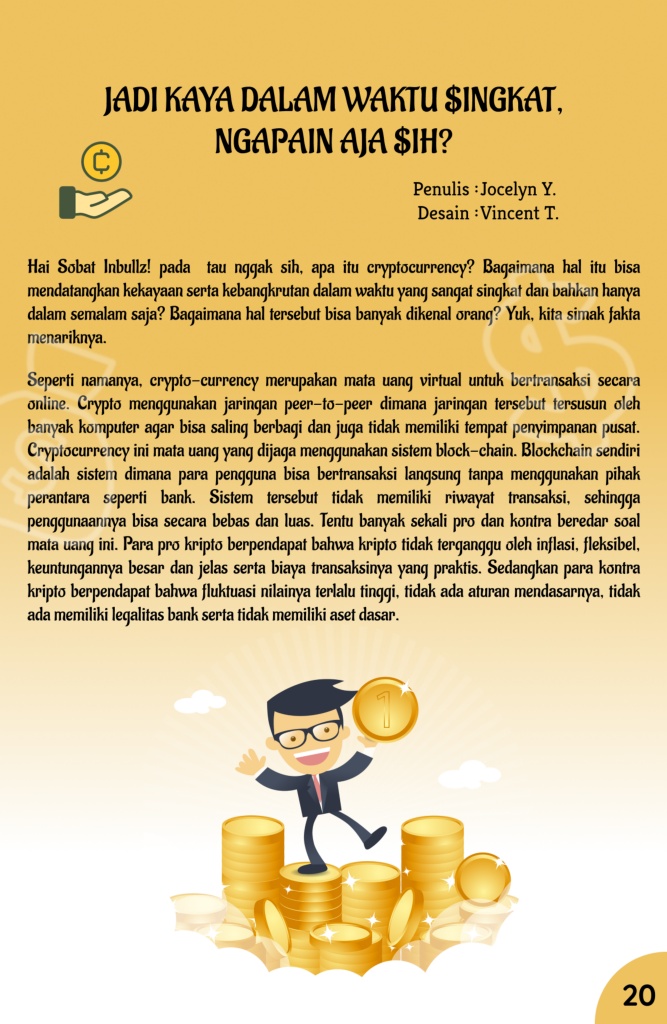 JADI KAYA DALAM WAKTU $INGKAT,
NGAPAIN AJA $IH?
Penulis : Jocelyn Y.
Desain : Vincent T.
Hai Sobat Inbullz! pada tau nggak sih, apa itu cryptocurrency? Bagaimana hal itu bisa
mendatangkan kekayaan serta kebangkrutan dalam waktu yang sangat singkat dan bahkan hanya
dalam semalam saja? Bagaimana hal tersebut bisa banyak dikenal orang? Yuk, kita simak fakta
menariknya.
Seperti namanya, crypto-currency merupakan mata uang virtual untuk bertransaksi secara
online. Crypto menggunakan jaringan peer-to-peer dimana jaringan tersebut tersusun oleh
banyak komputer agar bisa saling berbagi dan juga tidak memiliki tempat penyimpanan pusat.
Cryptocurrency ini mata uang yang dijaga menggunakan sistem block-chain. Blockchain sendiri
adalah sistem dimana para pengguna bisa bertransaksi langsung tanpa menggunakan pihak
perantara seperti bank. Sistem tersebut tidak memiliki riwayat transaksi, sehingga
penggunaannya bisa secara bebas dan luas. Tentu banyak sekali pro dan kontra beredar soal
mata uang ini. Para pro kripto berpendapat bahwa kripto tidak terganggu oleh inflasi, fleksibel,
keuntungannya besar dan jelas serta biaya transaksinya yang praktis. Sedangkan para kontra
kripto berpendapat bahwa fluktuasi nilainya terlalu tinggi, tidak ada aturan mendasarnya, tidak
ada memiliki legalitas bank serta tidak memiliki aset dasar.
1
20